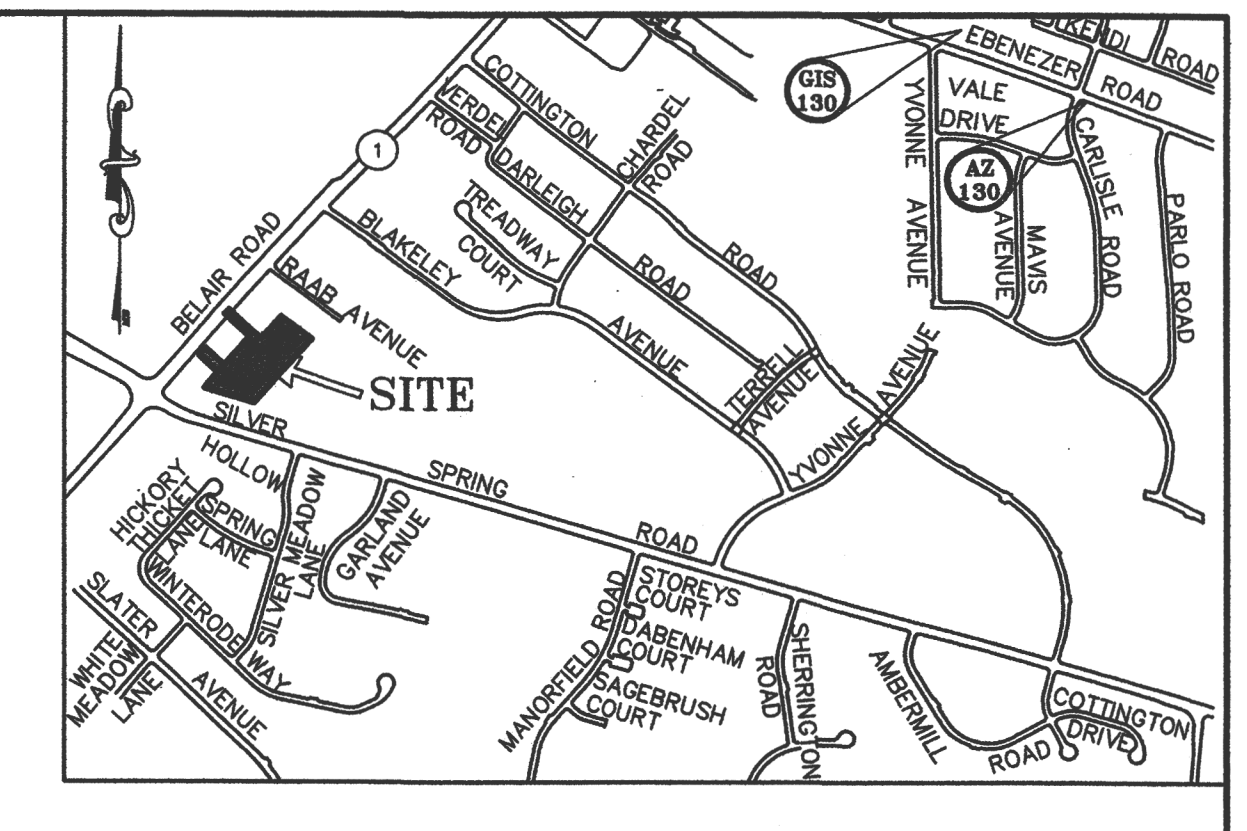 KENDI
ROAD
EBENEZER
ROAD
GIS
130
COTTINGTON
ROAD
CHARDEL
ROAD
VERDEL
ROAD
DARLEIGH
ROAD
TREADWAY
COURT
1
BELAIR ROAD
BLAKELEY
AVENUE
RAAB AVENUE
VALE
DRIVE
YVONNE AVENUE
AZ
130
MAVIS
AVENUE
CARLISLE ROAD
PARLO ROAD
TERRELL
AVENUE
YVONNE AVENUE
SITE
SILVER SPRING ROAD
HOLLOW
SPRING
LANE
HICKORY
THICKET
LANE
SILVER MEADOW
LANE
GARLAND
AVENUE
WINTERODE
WAY
SLATER
AVENUE
WHITE
MEADOW
LANE
MANORFIELD ROAD
STOREYS
COURT
DABENHAM
COURT
SAGEBRUSH
COURT
SHERRINGTON
ROAD
AMBERMILL
ROAD
COTTINGTON
DRIVE